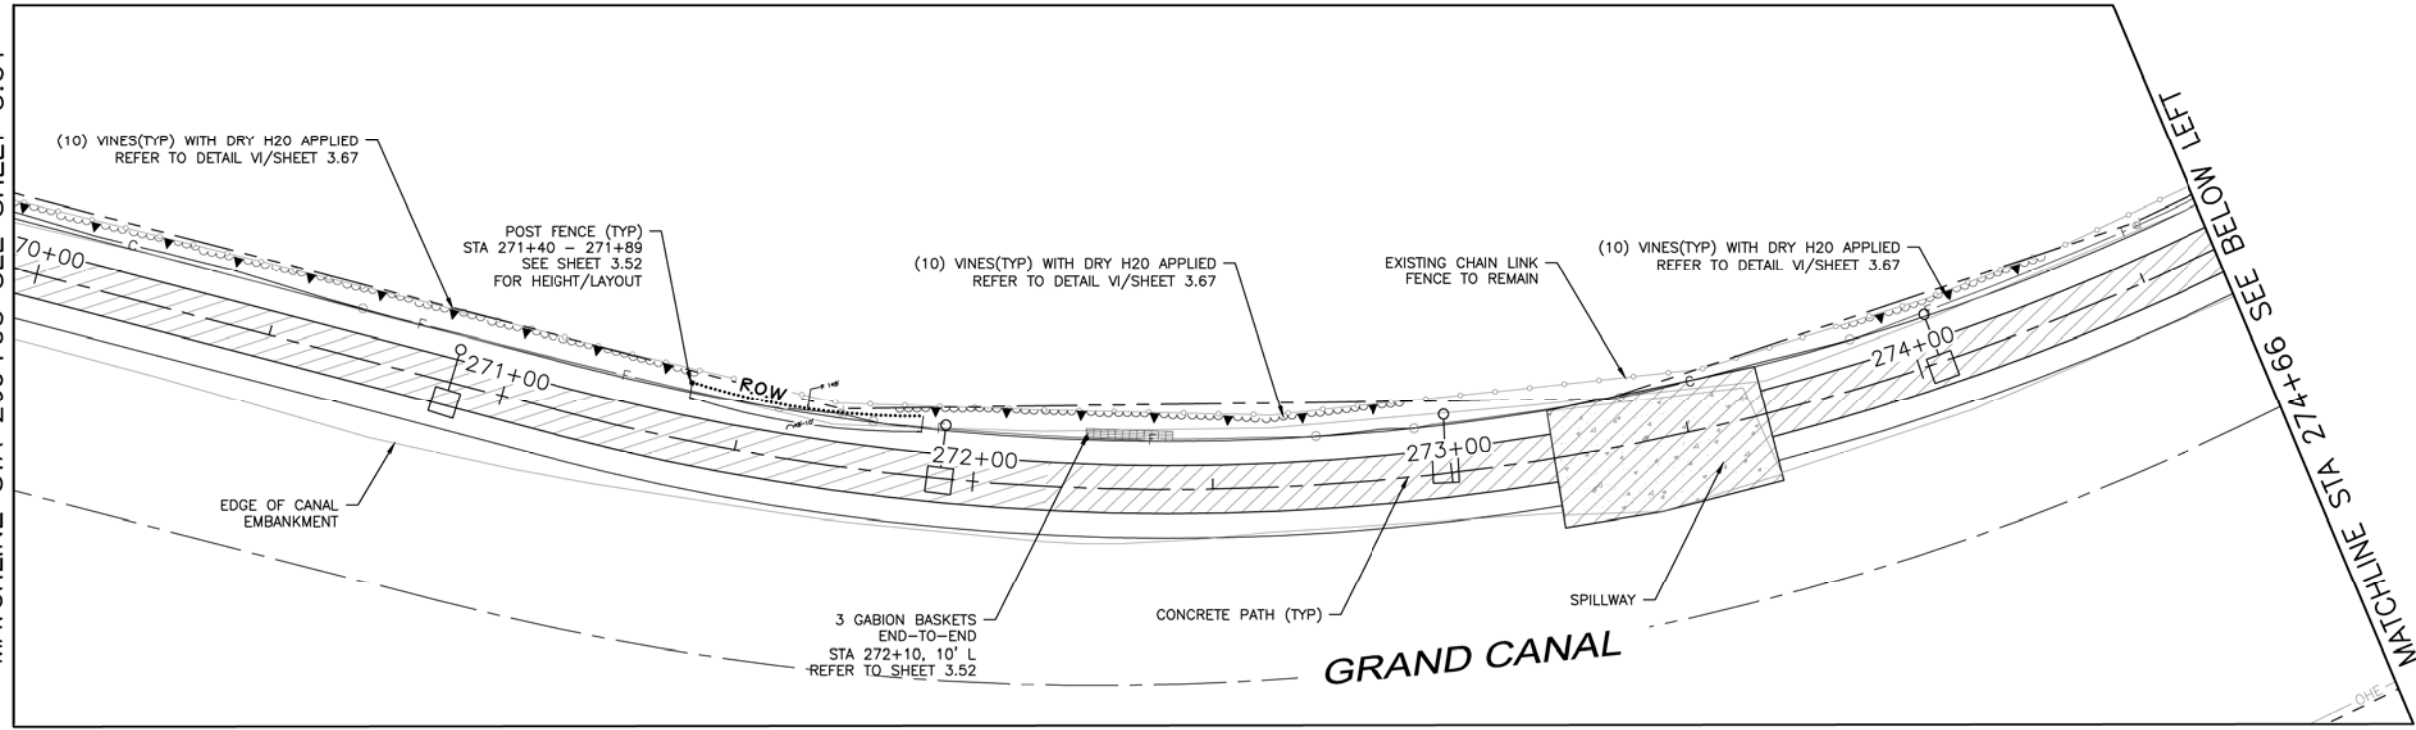 (10) VINES(TYP) WITH DRY H20 APPLIED
REFER TO DETAIL VI/SHEET 3.67
POST FENCE (TYP)
STA 271+40 – 271+89
SEE SHEET 3.52
FOR HEIGHT/LAYOUT
(10) VINES(TYP) WITH DRY H20 APPLIED
REFER TO DETAIL VI/SHEET 3.67
EXISTING CHAIN LINK
FENCE TO REMAIN
(10) VINES(TYP) WITH DRY H20 APPLIED
REFER TO DETAIL VI/SHEET 3.67
70+00
271+00
ROW
272+00
273+00
274+00
EDGE OF CANAL
EMBANKMENT
3 GABION BASKETS
END-TO-END
STA 272+10, 10' L
REFER TO SHEET 3.52
CONCRETE PATH (TYP)
SPILLWAY
GRAND CANAL
MATCHLINE STA 274+66 SEE BELOW LEFT
OHE